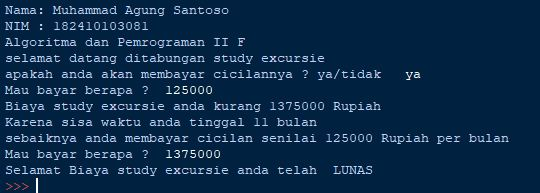 Nama: Muhammad Agung Santoso
NIM : 182410103081
Algoritma dan Pemrograman II F
selamat datang ditabungan study excursie
apakah anda akan membayar cicilannya ? ya/tidak   ya
Mau bayar berapa ?  125000
Biaya study excursie anda kurang 1375000 Rupiah
Karena sisa waktu anda tinggal 11 bulan
sebaiknya anda membayar cicilan senilai 125000 Rupiah per bulan
Mau bayar berapa ?  1375000
Selamat Biaya study excursie anda telah  LUNAS
>>>